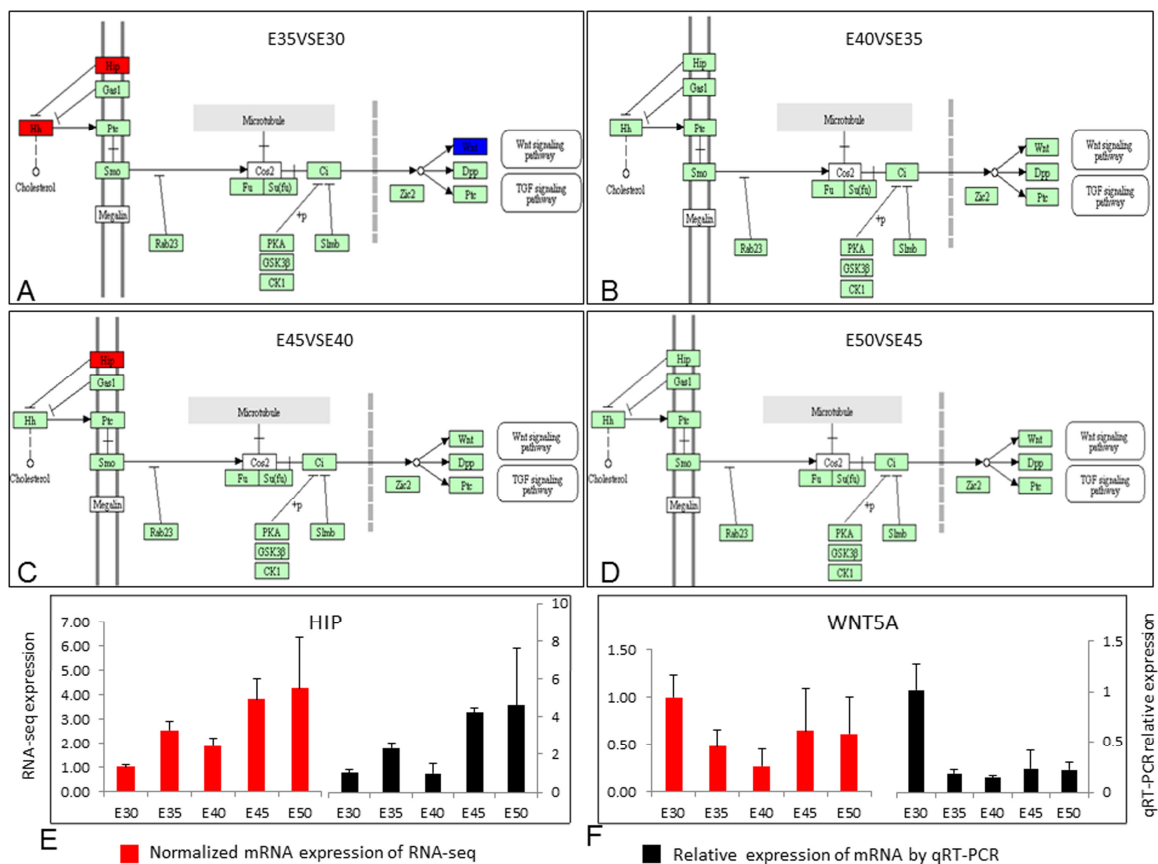 E35VSE30
Hip
Gas1
Hh
Ptc
Microtubule
Wnt
Wnt signaling
pathway
Cholesterol
Smo
Cos2
Ci
Dpp
Fu
Su(fu)
Zic2
Ptc
TGF signaling
pathway
Megalin
+p
Rab23
PKA
Slmb
GSK3β
CK1
A
E40VSE35
Hip
Gas1
Hh
Ptc
Microtubule
Wnt
Wnt signaling
pathway
Cholesterol
Smo
Cos2
Ci
Dpp
Fu
Su(fu)
Zic2
Ptc
TGF signaling
pathway
Megalin
+p
Rab23
PKA
Slmb
GSK3β
CK1
B
E45VSE40
Hip
Gas1
Hh
Ptc
Microtubule
Wnt
Wnt signaling
pathway
Cholesterol
Smo
Cos2
Ci
Dpp
Fu
Su(fu)
Zic2
Ptc
TGF signaling
pathway
Megalin
+p
Rab23
PKA
Slmb
GSK3β
CK1
C
E50VSE45
Hip
Gas1
Hh
Ptc
Microtubule
Wnt
Wnt signaling
pathway
Cholesterol
Smo
Cos2
Ci
Dpp
Fu
Su(fu)
Zic2
Ptc
TGF signaling
pathway
Megalin
+p
Rab23
PKA
Slmb
GSK3β
CK1
D
HIP
RNA-seq expression
7.00
6.00
5.00
4.00
3.00
2.00
1.00
0.00
10
8
6
4
2
0
E30 E35 E40 E45 E50 E30 E35 E40 E45 E50
E
WNT5A
1.50
1.00
0.50
0.00
1.5
1
0.5
0
qRT-PCR relative expression
E30 E35 E40 E45 E50 E30 E35 E40 E45 E50
F
Normalized mRNA expression of RNA-seq
Relative expression of mRNA by qRT-PCR